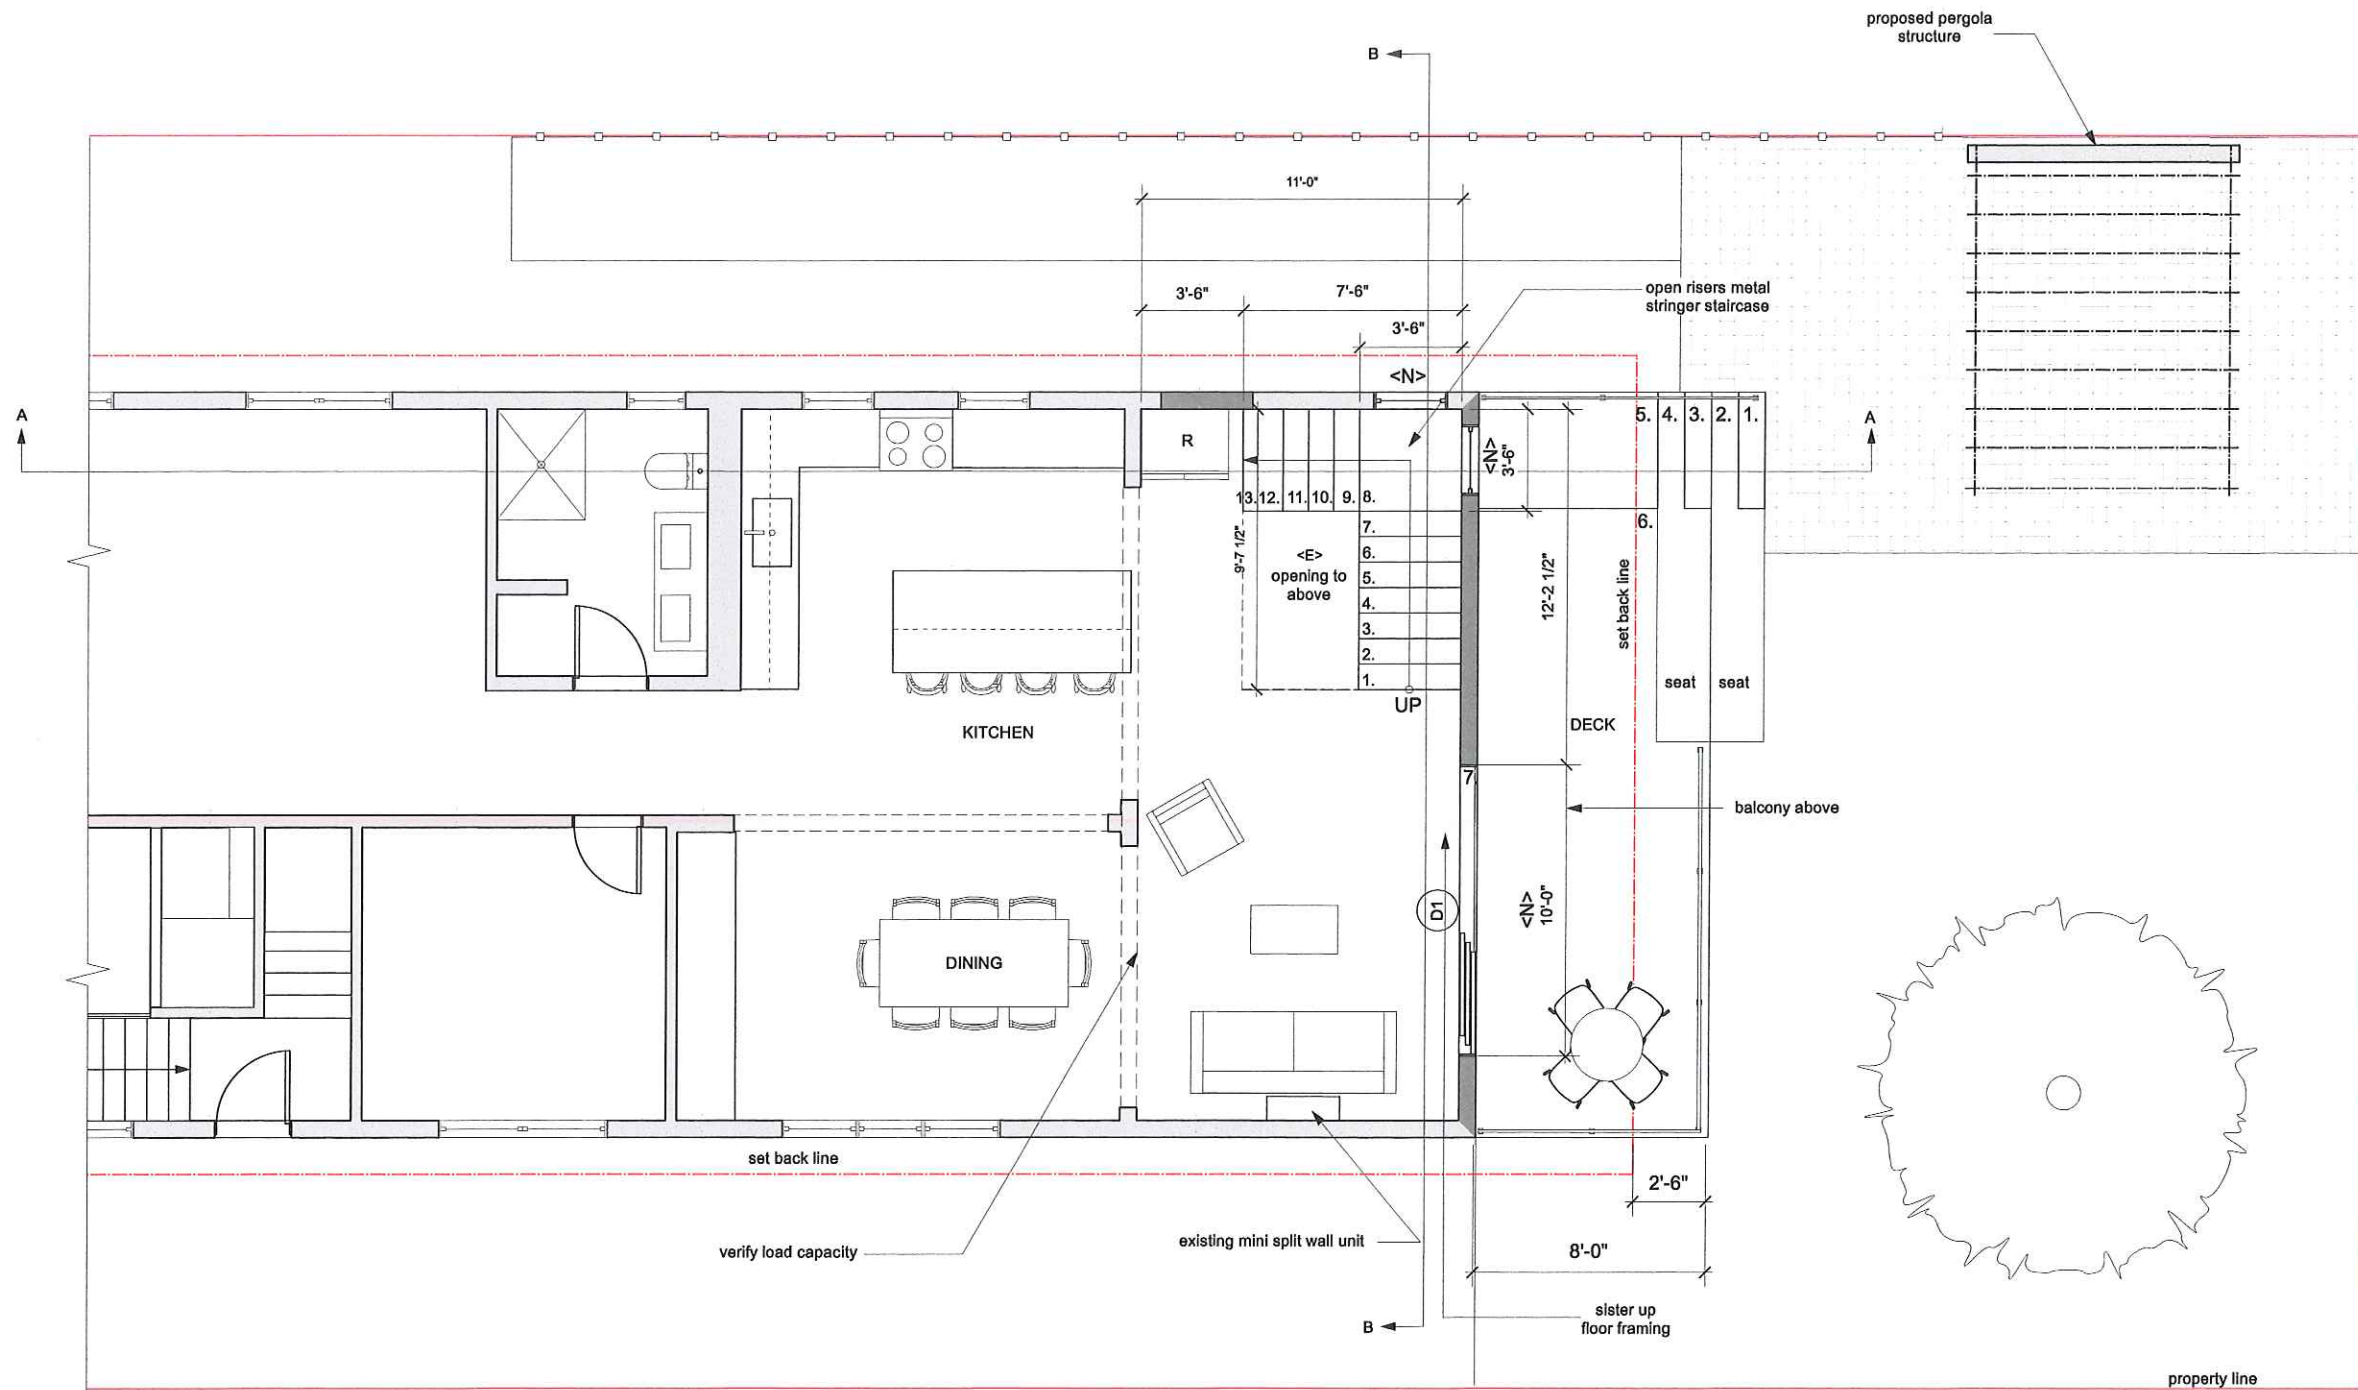 proposed pergola
structure
B
11'-0"
3'-6"
7'-6"
open risers metal
stringer staircase
3'-6"
<N>
A
R
5.
4.
3.
2.
1.
A
<N>
3'-6"
13.
12.
11.
10.
9.
8.
7.
6.
5.
4.
3.
2.
1.
6.
9'-7 1/2"
<E>
opening to
above
12'-2 1/2"
set back line
seat
seat
UP
KITCHEN
DECK
7.
balcony above
D1
<N>
10'-0"
DINING
set back line
2'-6"
verify load capacity
existing mini split wall unit
8'-0"
sister up
floor framing
B
property line